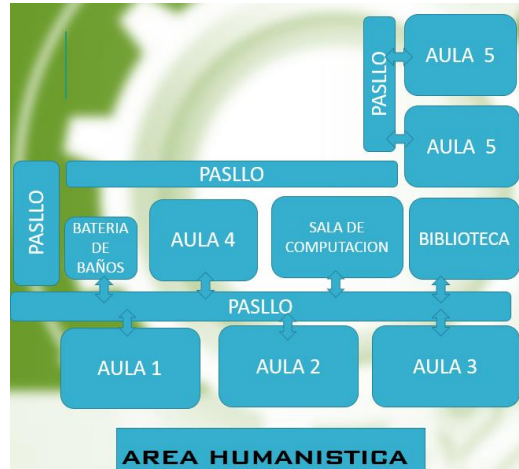 AULA 5
PASLLO
AULA 5
PASLLO
PASLLO
BATERIA
DE
BAÑOS
AULA 4
SALA DE
COMPUTACION
BIBLIOTECA
PASLLO
AULA 1
AULA 2
AULA 3
AREA HUMANISTICA